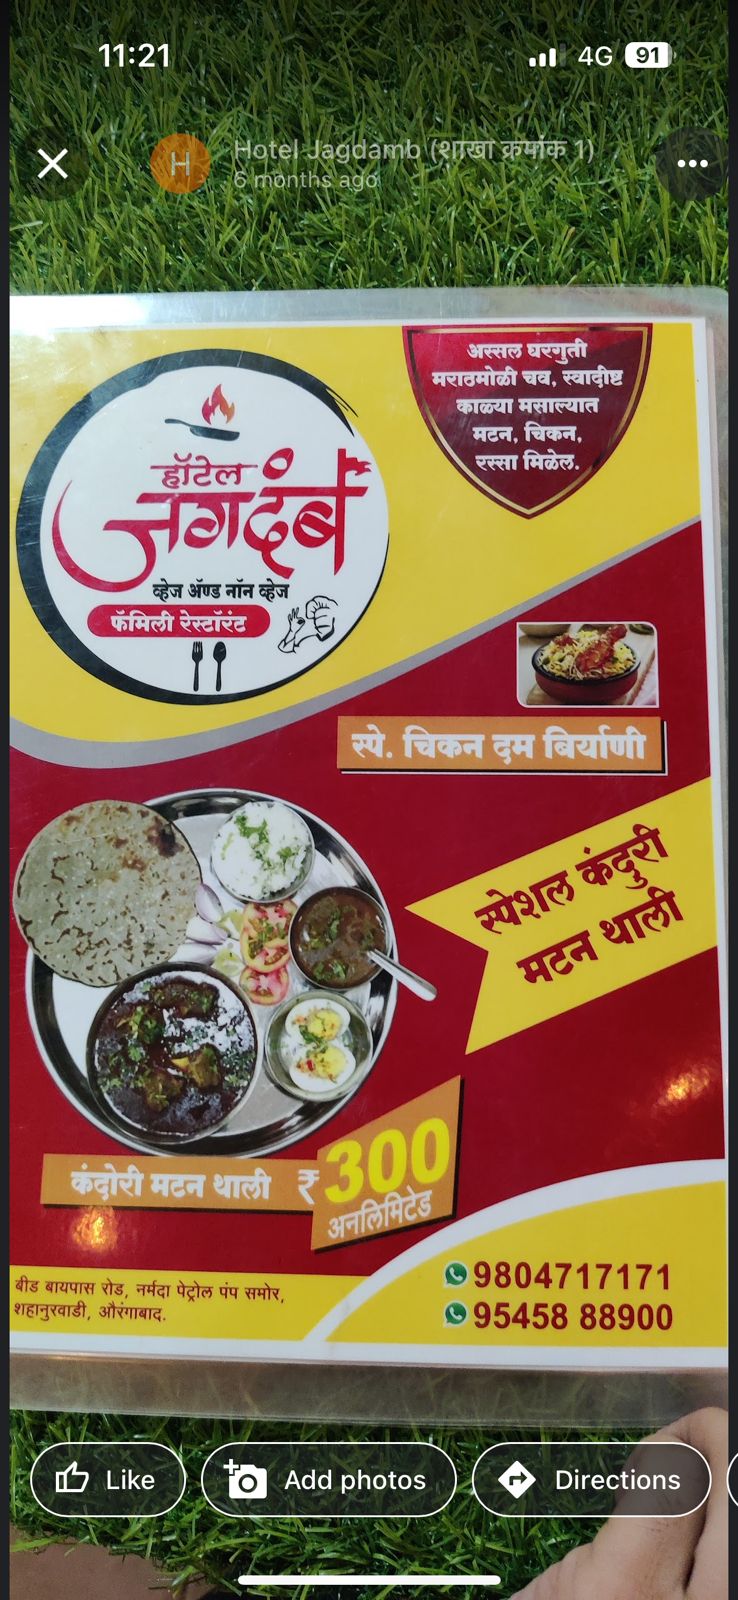 11:21
4G
91
H
Hotel Jagdamb (शाखा क्रमांक 1)
6 months ago
अस्सल घरगुती
मराठमोळी चव, स्वादीष्ट
काळ्या मसाल्यात
मटन, चिकन,
रस्सा मिळेल.
हॉटेल
जगदंब
व्हेज ॲण्ड नॉन व्हेज
फॅमिली रेस्टॉरंट
स्पे. चिकन दम बिर्याणी
स्पेशल कंदुरी
मटन थाली
कंदोरी मटन थाली ₹300
अनलिमिटेड
बीड बायपास रोड, नर्मदा पेट्रोल पंप समोर,
शहानुरवाडी, औरंगाबाद.
9804717171
95458 88900
Like
Add photos
Directions